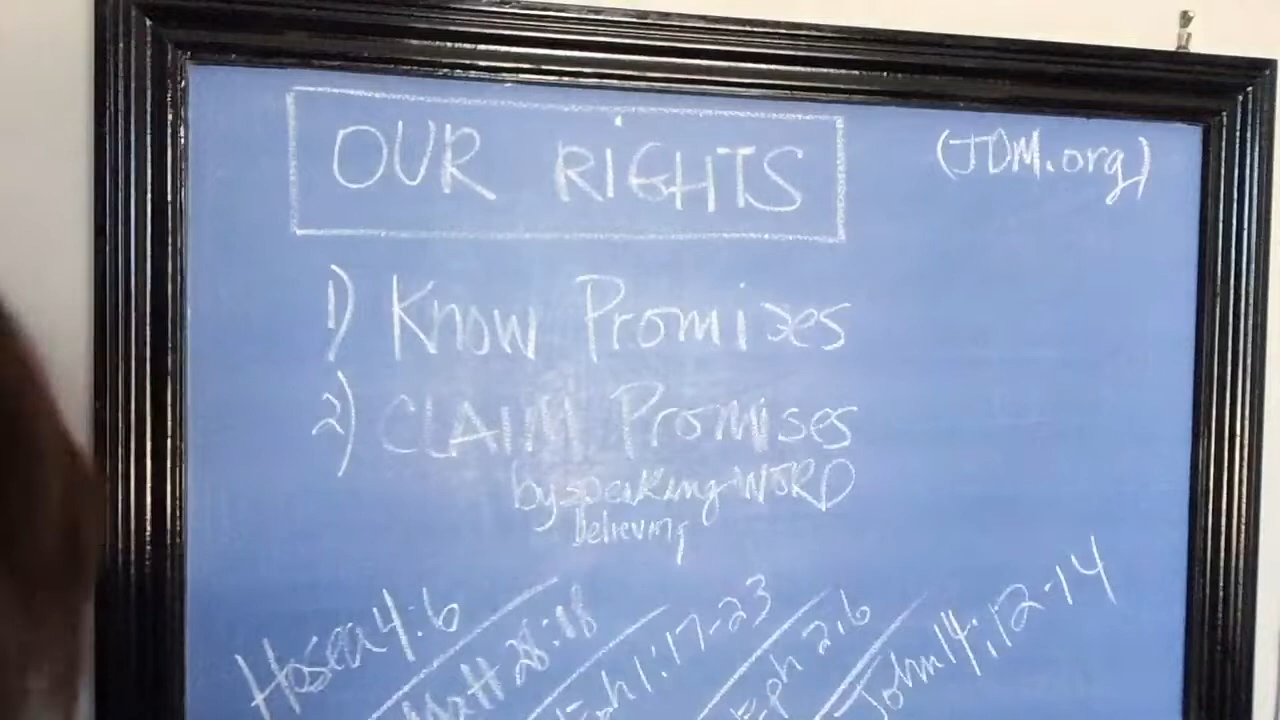 OUR RIGHTS
(JDM.org)
1) Know Promises
2) CLAIM Promises
by speaking WORD
believing
Hosea 4:6
Matt 28:18
Eph 1:17-23
Eph 2,6
John 14:12-14